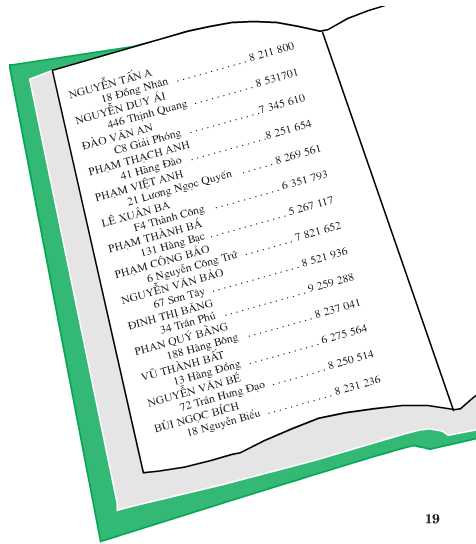 NGUYỄN TẤN A
18 Đồng Nhân . . . . . . . . . . . . . 8 211 800
NGUYỄN DUY ÁI
446 Thịnh Quang . . . . . . . . . . . 8 531701
ĐÀO VĂN AN
C8 Giải Phóng . . . . . . . . . . . . .7 345 610
PHẠM THẠCH ANH
41 Hàng Đào . . . . . . . . . . . . . .8 251 654
PHẠM VIỆT ANH
21 Lương Ngọc Quyến . . . . . . 8 269 561
LÊ XUÂN BA
F4 Thành Công . . . . . . . . . . . . 6 351 793
PHẠM THÀNH BÁ
131 Hàng Bạc . . . . . . . . . . . . . . 5 267 117
PHẠM CÔNG BẢO
6 Nguyễn Công Trứ . . . . . . . . . 7 821 652
NGUYỄN VĂN BẢO
67 Sơn Tây . . . . . . . . . . . . . . . 8 521 936
ĐINH THỊ BẰNG
34 Trần Phú . . . . . . . . . . . . . . 9 259 288
PHAN QUÝ BẰNG
188 Hàng Bông . . . . . . . . . . . . 8 237 041
VŨ THÀNH BẤT
13 Hàng Đồng . . . . . . . . . . . . . 6 275 564
NGUYỄN VĂN BÉ
72 Trần Hưng Đạo . . . . . . . . . . 8 250 514
BÙI NGỌC BÍCH
18 Nguyễn Biểu . . . . . . . . . . . . 8 231 236
19